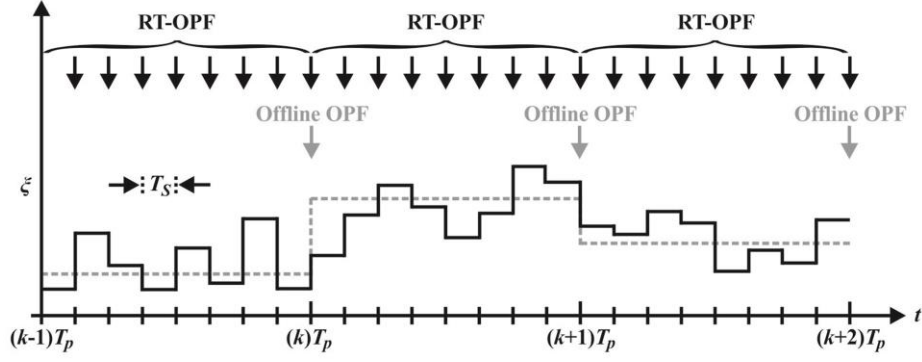 RT-OPF RT-OPF RT-OPF
Offline OPF Offline OPF Offline OPF
ξ
T_S
t
(k-1)T_p (k)T_p (k+1)T_p (k+2)T_p